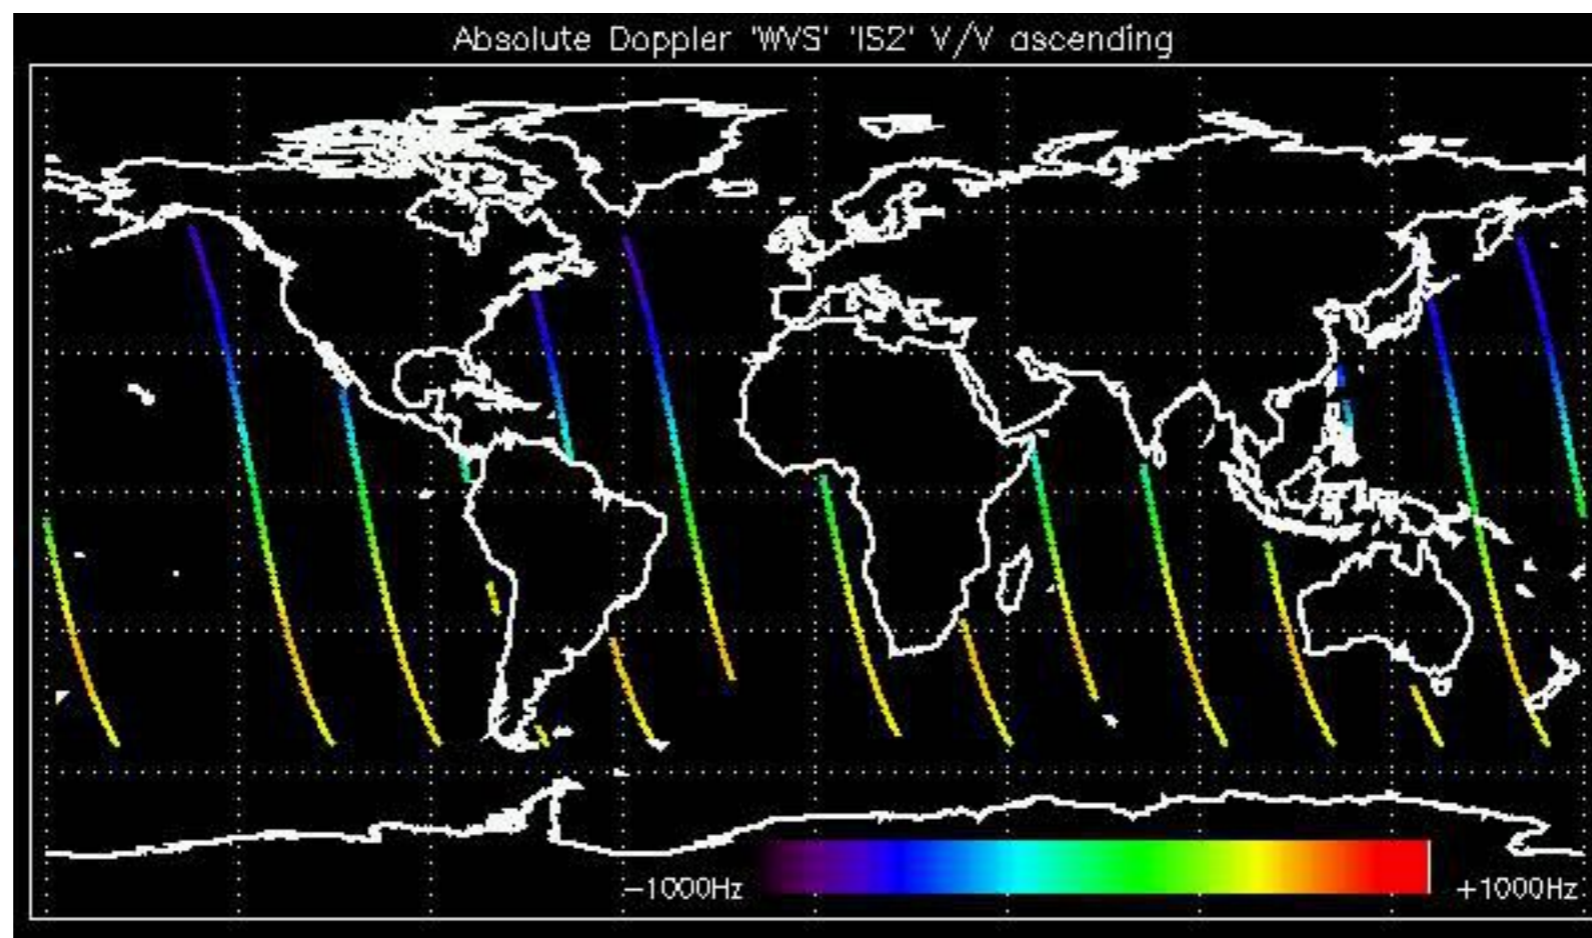 Absolute Doppler 'WVS' 'IS2' V/V ascending
-1000Hz +1000Hz